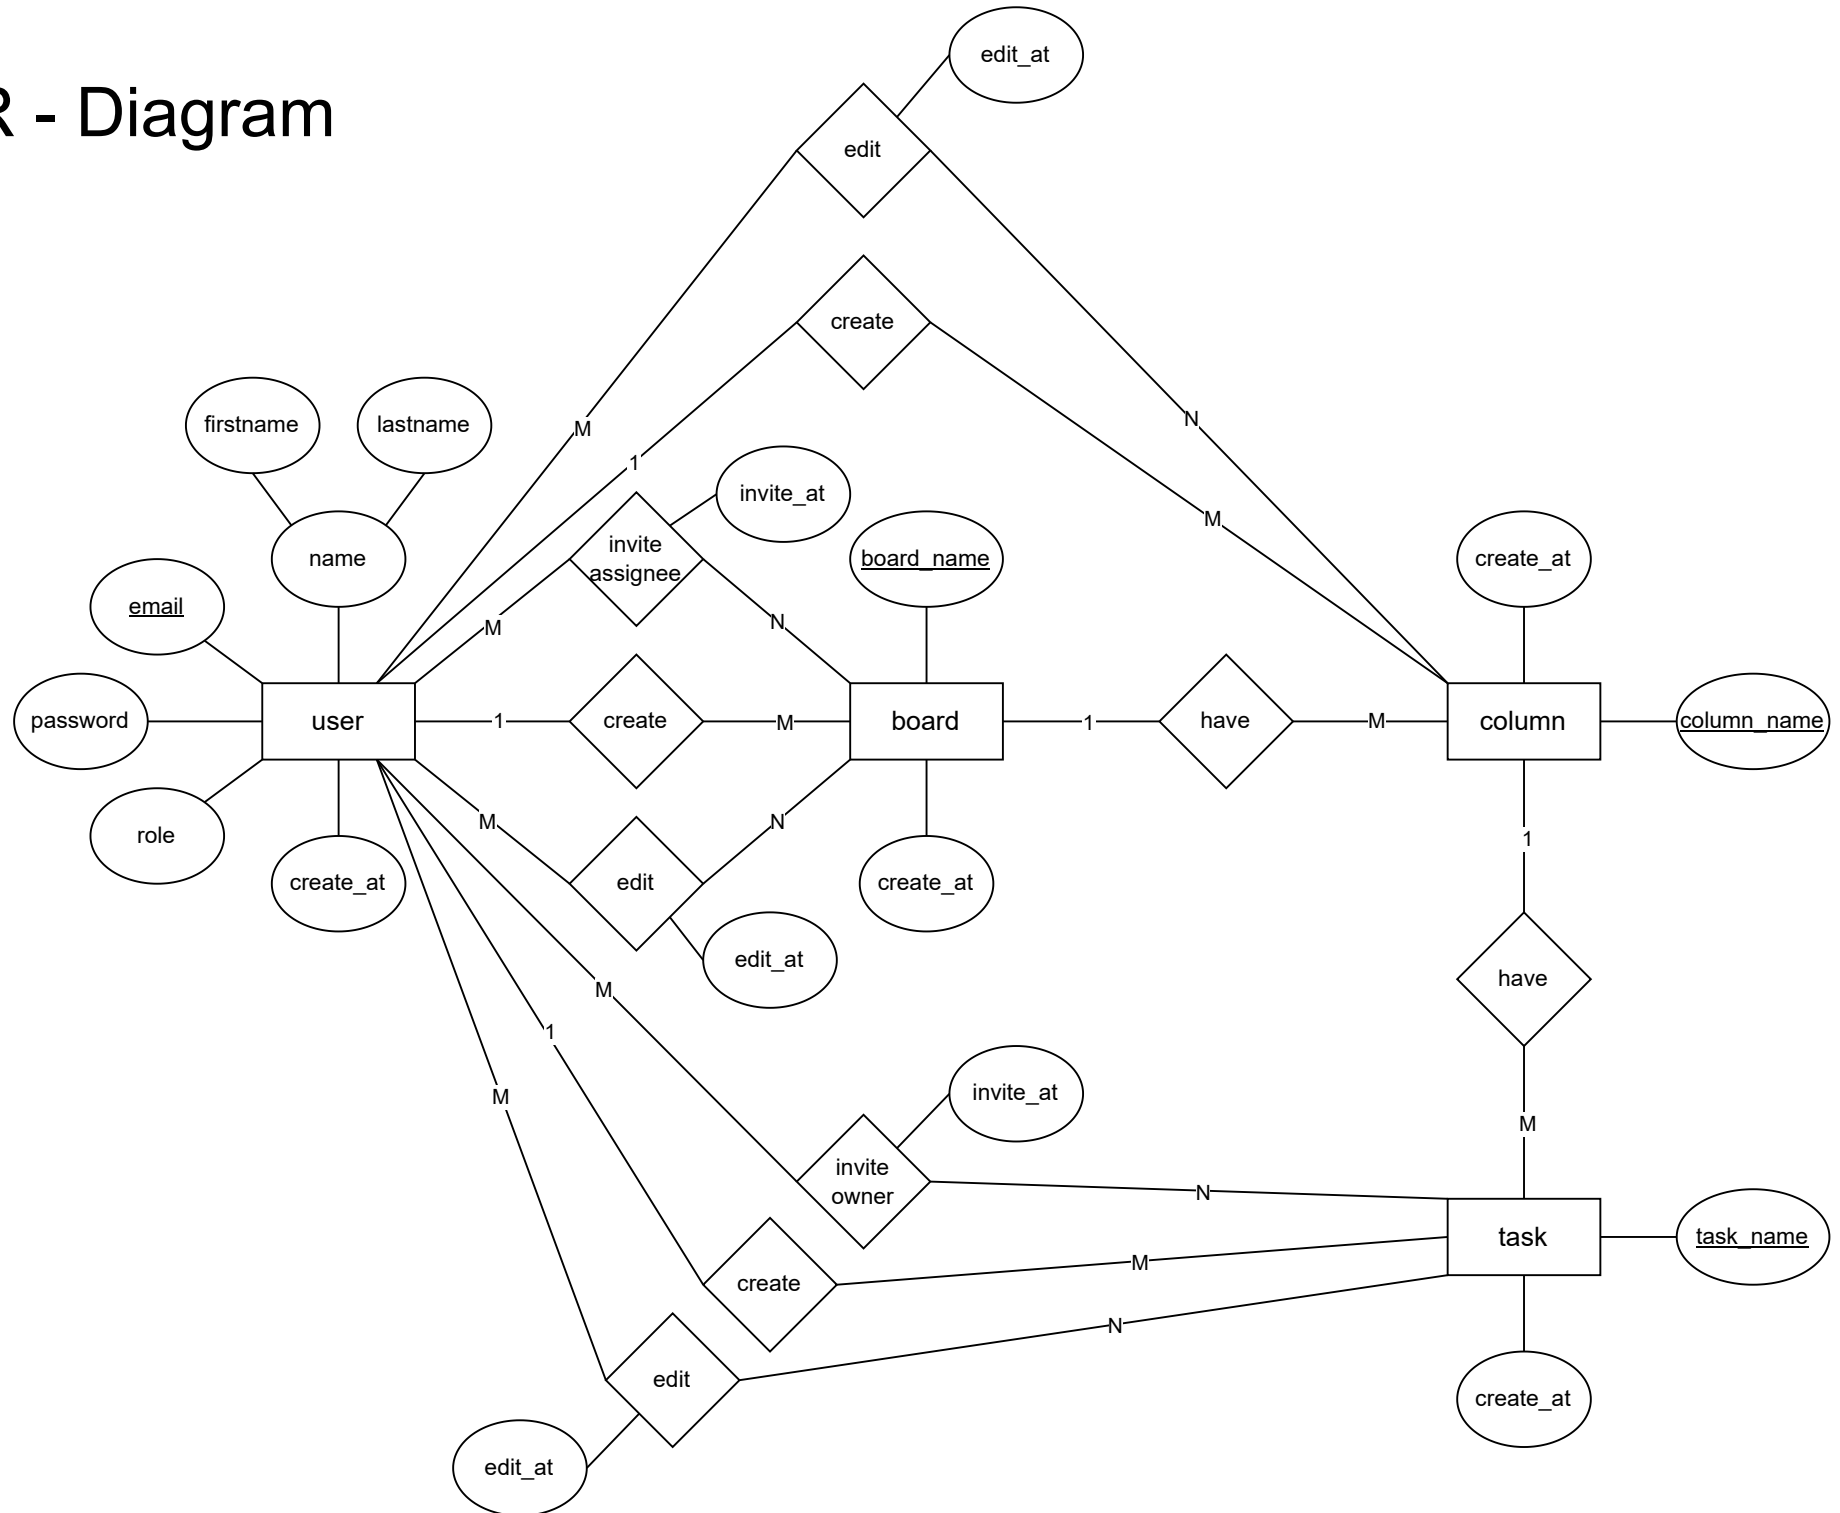 R - Diagram
edit_at
edit
create
firstname
lastname
M
N
1
invite_at
M
invite
assignee
name
board_name
create_at
email
M
N
password
user
1
create
M
board
1
have
M
column
column_name
role
M
N
1
create_at
edit
create_at
edit_at
have
M
1
M
invite_at
M
invite
owner
N
task
task_name
create
M
N
edit
create_at
edit_at